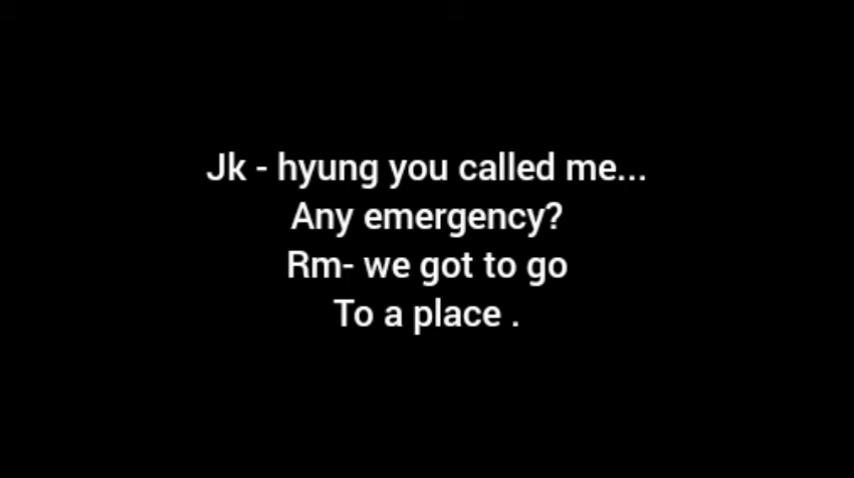 Jk - hyung you called me...
Any emergency?
Rm- we got to go
To a place .